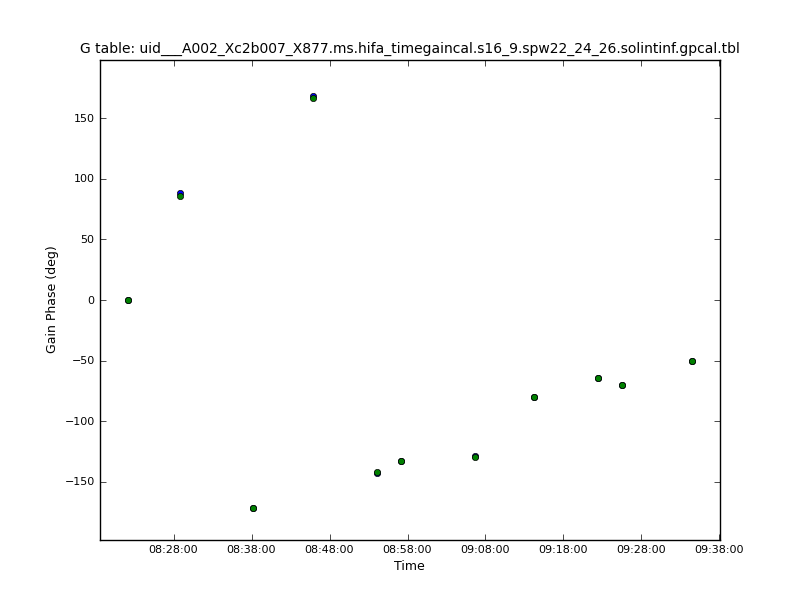 G table: uid___A002_Xc2b007_X877.ms.hifa_timegaincal.s16_9.spw22_24_26.solintinf.gpcal.tbl
150
100
50
0
−50
−100
−150
Gain Phase (deg)
08:28:00 08:38:00 08:48:00 08:58:00 09:08:00 09:18:00 09:28:00 09:38:00
Time